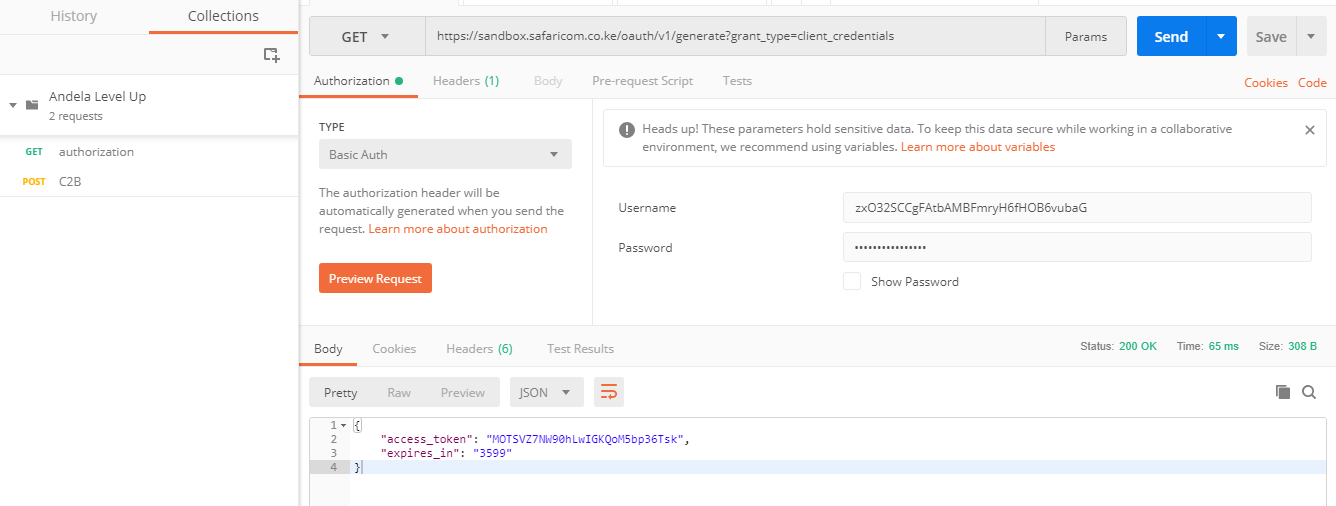 History Collections
GET https://sandbox.safaricom.co.ke/oauth/v1/generate?grant_type=client_credentials Params Send Save
Authorization Headers (1) Body Pre-request Script Tests Cookies Code
Andela Level Up
2 requests
GET authorization
POST C2B
TYPE
Basic Auth
The authorization header will be
automatically generated when you send the
request. Learn more about authorization
Preview Request
Heads up! These parameters hold sensitive data. To keep this data secure while working in a collaborative
environment, we recommend using variables. Learn more about variables
Username zxO32SCCgFAtbAMBFmryH6fHOB6vubaG
Password ••••••••••••••••
Show Password
Body Cookies Headers (6) Test Results Status: 200 OK Time: 65 ms Size: 308 B
Pretty Raw Preview JSON
1 {
2 "access_token": "MOTSVZ7NW90hLwIGKQoM5bp36Tsk",
3 "expires_in": "3599"
4 }